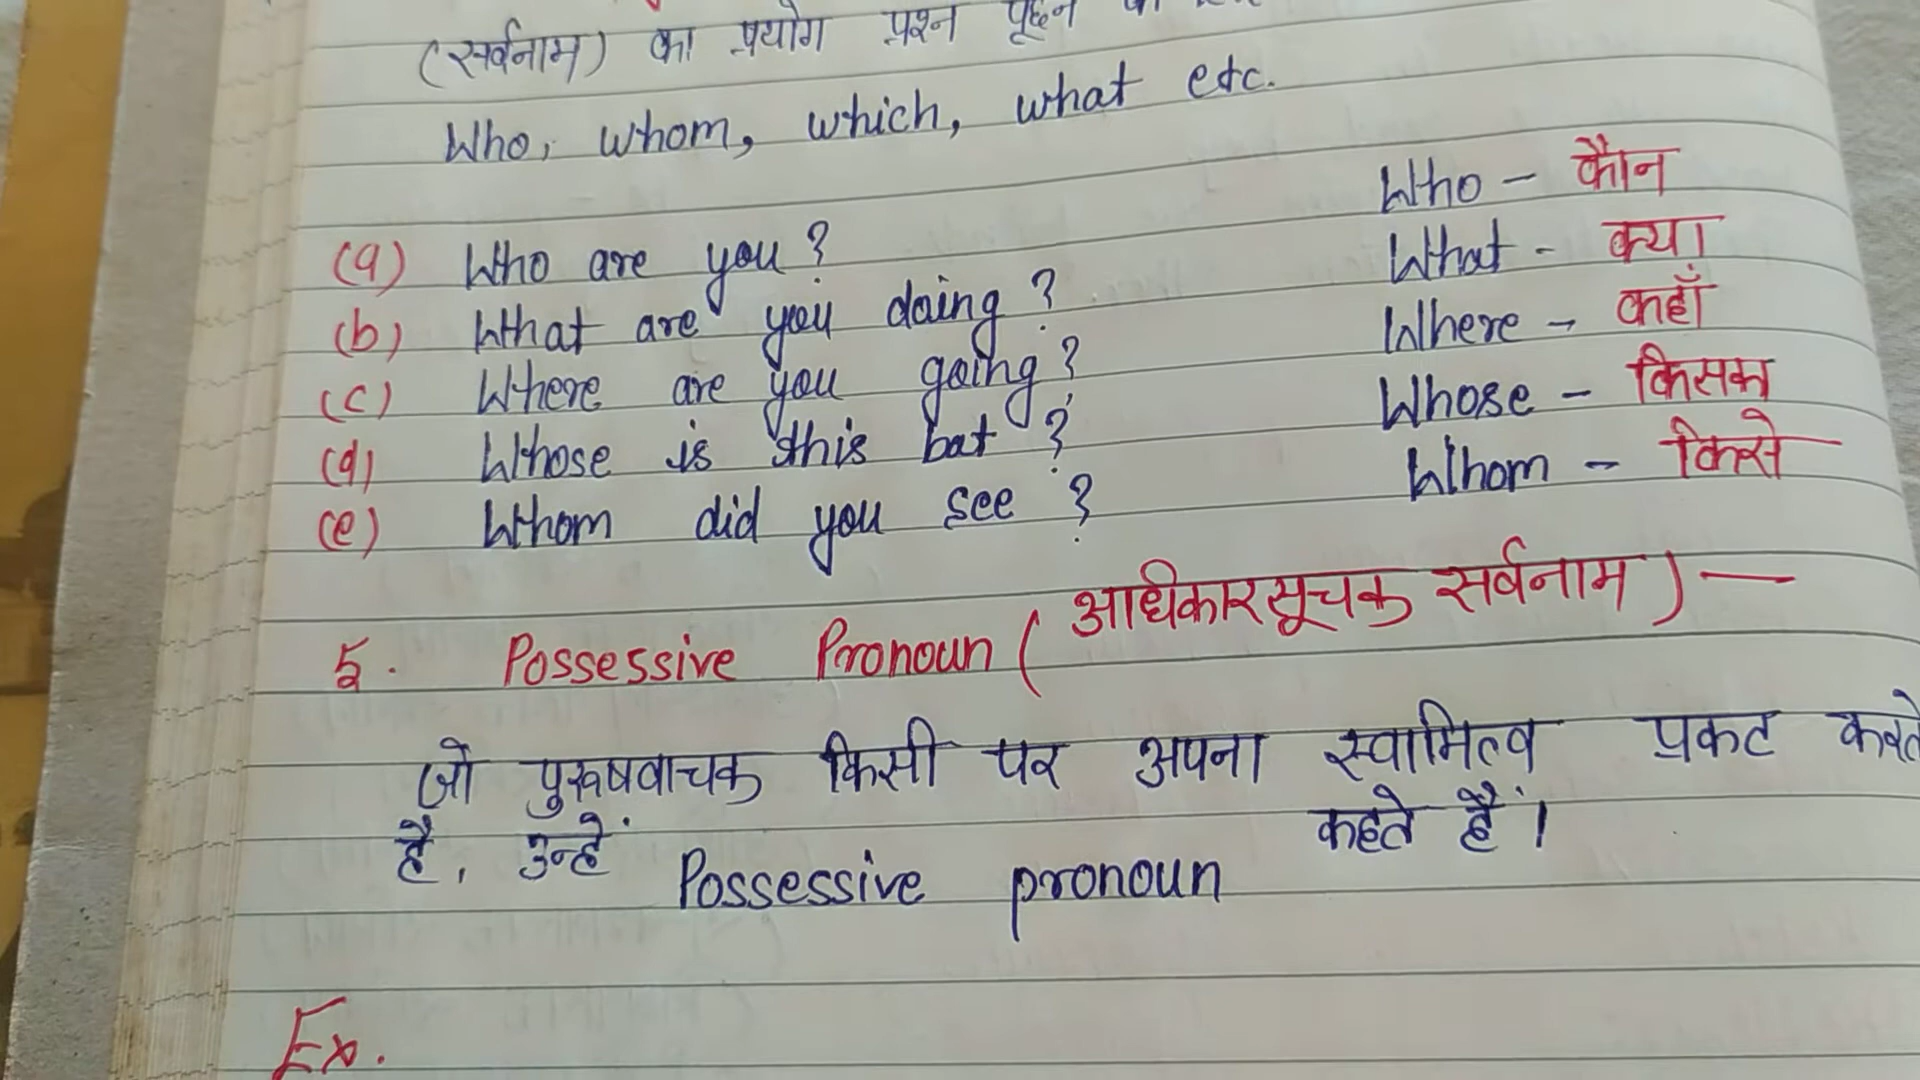 (सर्वनाम) का प्रयोग प्रश्न पूछने
Who, whom, which, what etc.
(a) Who are you?
(b) What are you doing?
(c) Where are you going?
(d) Whose is this bat?
(e) Whom did you see?
Who - कौन
What - क्या
Where - कहाँ
Whose - किसका
Whom - किसे
5. Possessive Pronoun (अधिकारसूचक सर्वनाम) —
जो पुरूषवाचक किसी पर अपना स्वामित्व प्रकट करते
है, उन्हें Possessive pronoun कहते हैं।
Ex.